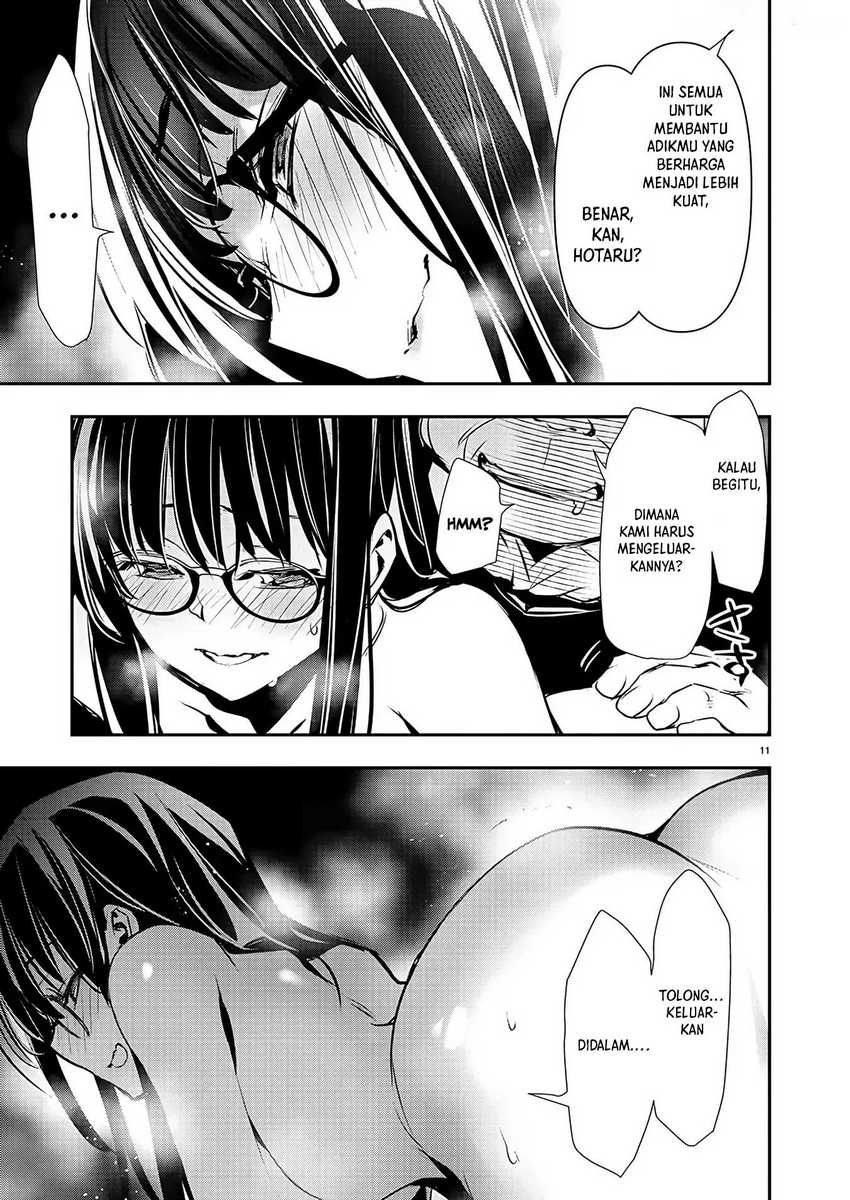 INI SEMUA
UNTUK
MEMBANTU
ADIKMU YANG
BERHARGA
MENJADI LEBIH
KUAT,
BENAR,
KAN,
HOTARU?
...
KALAU
BEGITU,
DIMANA
KAMI HARUS
MENGELUAR-
KANNYA?
HMM?
11
TOLONG...
KELUAR-
KAN
DIDALAM....